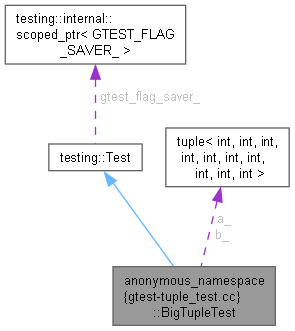 testing::internal::
scoped_ptr< GTEST_FLAG
_SAVER_ >
gtest_flag_saver_
testing::Test
tuple< int, int, int,
int, int, int, int,
int, int, int >
a_
b_
anonymous_namespace
{gtest-tuple_test.cc}
::BigTupleTest